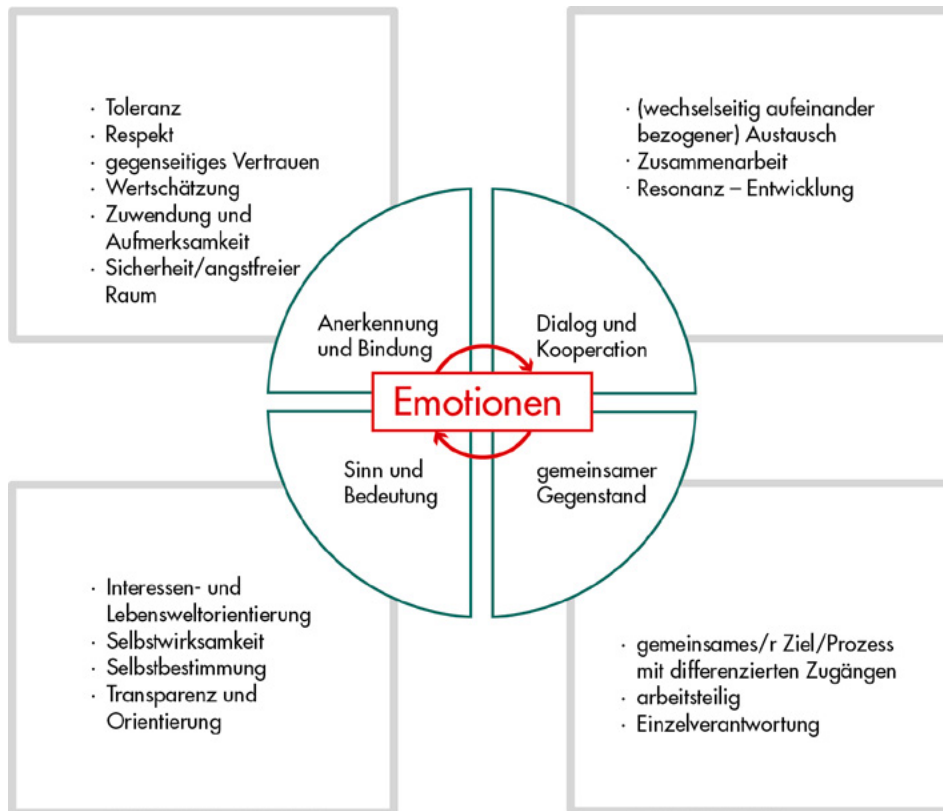 · Toleranz
· Respekt
· gegenseitiges Vertrauen
· Wertschätzung
· Zuwendung und
Aufmerksamkeit
· Sicherheit/angstfreier
Raum
· (wechselseitig aufeinander
bezogener) Austausch
· Zusammenarbeit
· Resonanz – Entwicklung
Anerkennung
und Bindung
Dialog und
Kooperation
Emotionen
Sinn und
Bedeutung
gemeinsamer
Gegenstand
· Interessen- und
Lebensweltorientierung
· Selbstwirksamkeit
· Selbstbestimmung
· Transparenz und
Orientierung
· gemeinsames/r Ziel/Prozess
mit differenzierten Zugängen
· arbeitsteilig
· Einzelverantwortung